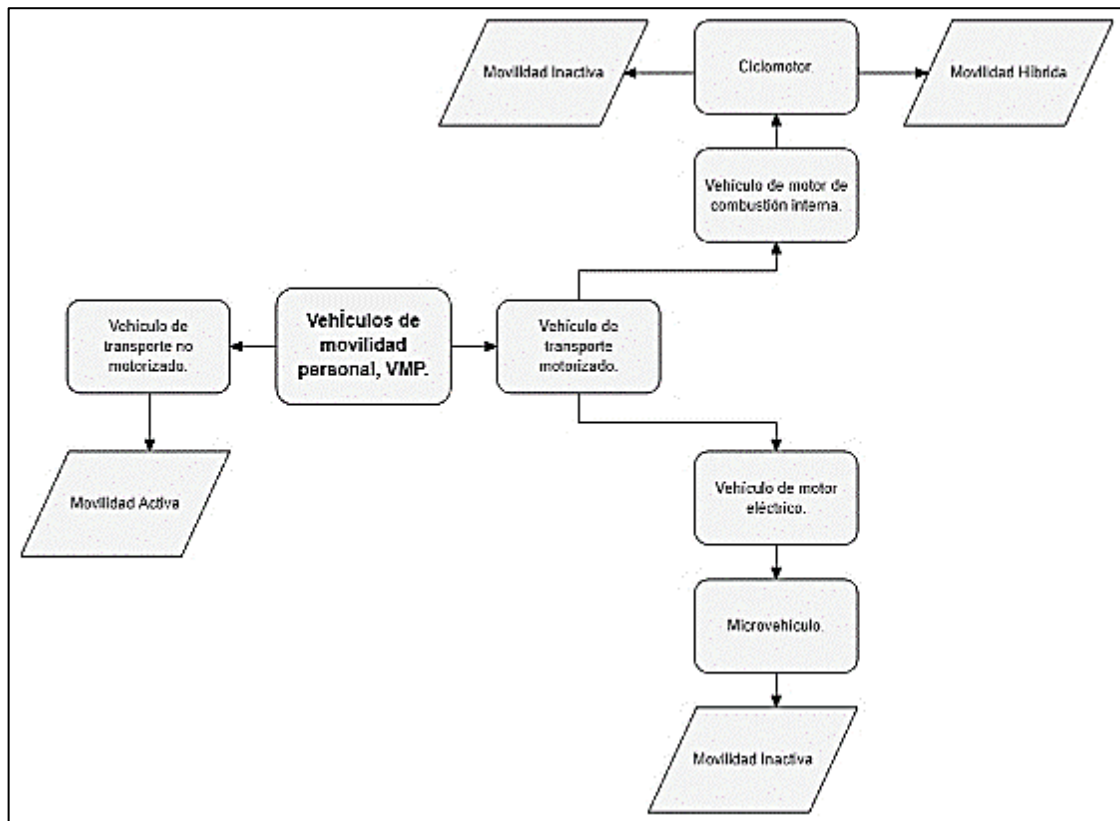 Movilidad Inactiva
Ciclomotor.
Movilidad Híbrida
Vehículo de motor de
combustión interna.
Vehículo de
transporte no
motorizado.
Vehículos de
movilidad
personal, VMP.
Vehículo de
transporte
motorizado.
Movilidad Activa
Vehículo de motor
eléctrico.
Microvehículo.
Movilidad Inactiva